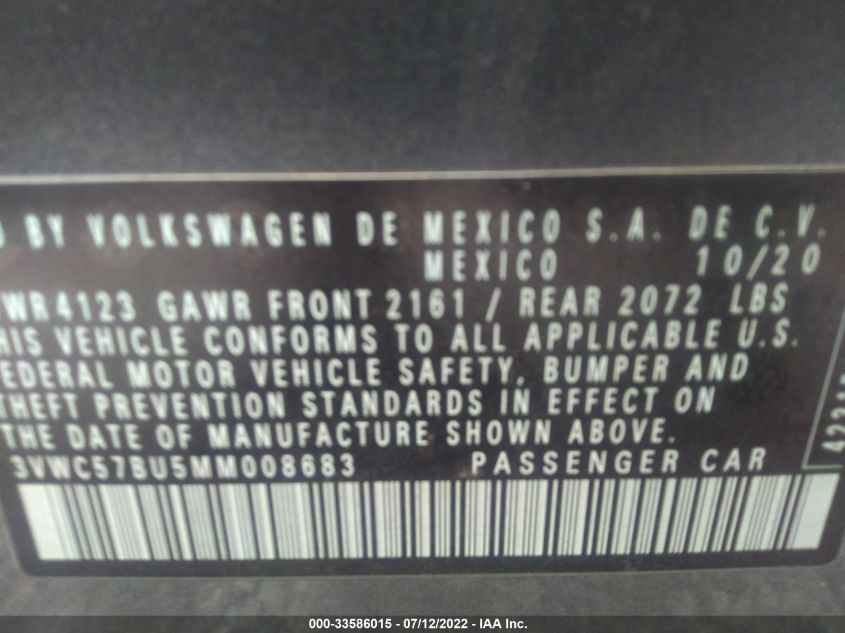 BY VOLKSWAGEN DE MEXICO S.A. DE C.V.
MEXICO 10/20
WR4123 GAWR FRONT 2161 / REAR 2072 LBS
HIS VEHICLE CONFORMS TO ALL APPLICABLE U.S.
EDERAL MOTOR VEHICLE SAFETY, BUMPER AND
THEFT PREVENTION STANDARDS IN EFFECT ON
THE DATE OF MANUFACTURE SHOWN ABOVE.
3VWC57BU5MM008683 PASSENGER CAR
000-33586015 - 07/12/2022 - IAA Inc.